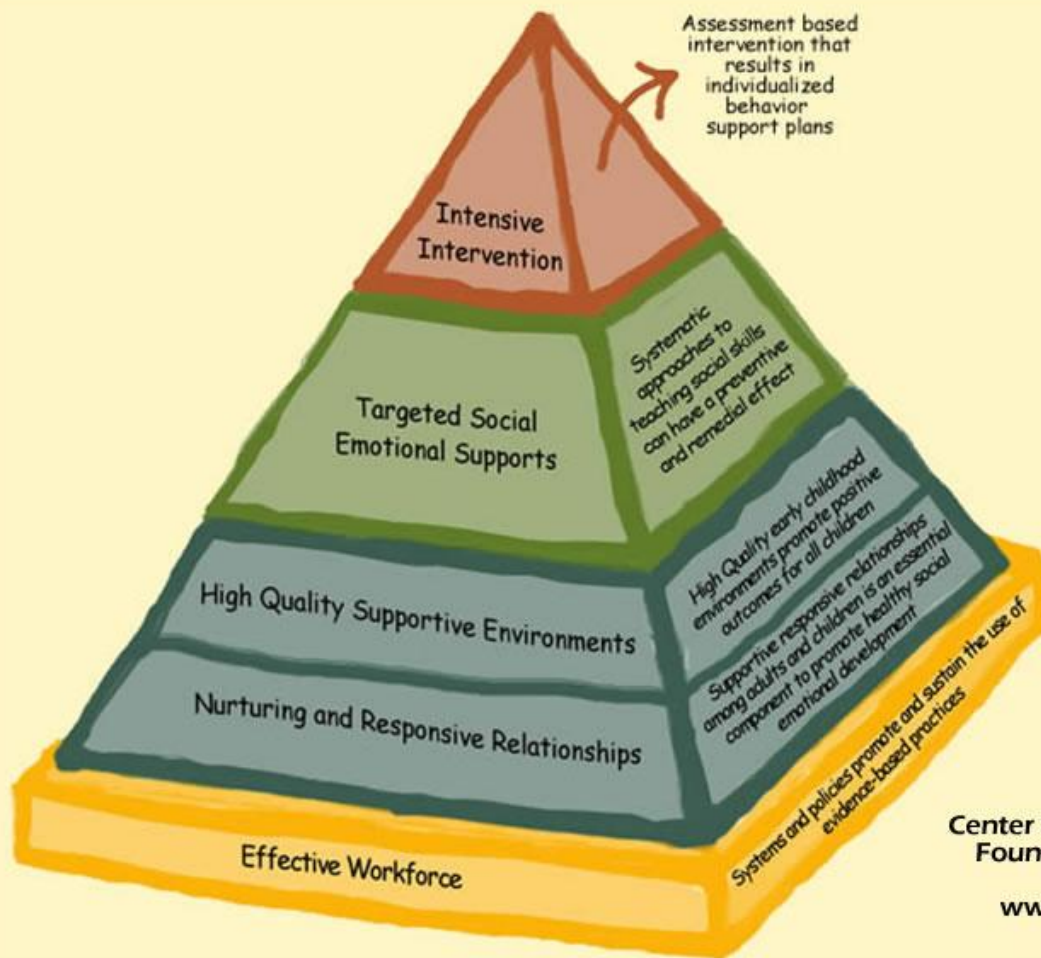 Assessment based
intervention that
results in
individualized
behavior
support plans
Intensive
Intervention
Systematic
approaches to
teaching social skills
can have a preventive
and remedial effect
Targeted Social
Emotional Supports
High Quality early childhood
environments promote positive
outcomes for all children
High Quality Supportive Environments
Supportive responsive relationships
among adults and children is an essential
component to promote healthy social
emotional development
Nurturing and Responsive Relationships
Systems and policies promote and sustain the use of
evidence-based practices
Effective Workforce
Center
Foun
ww